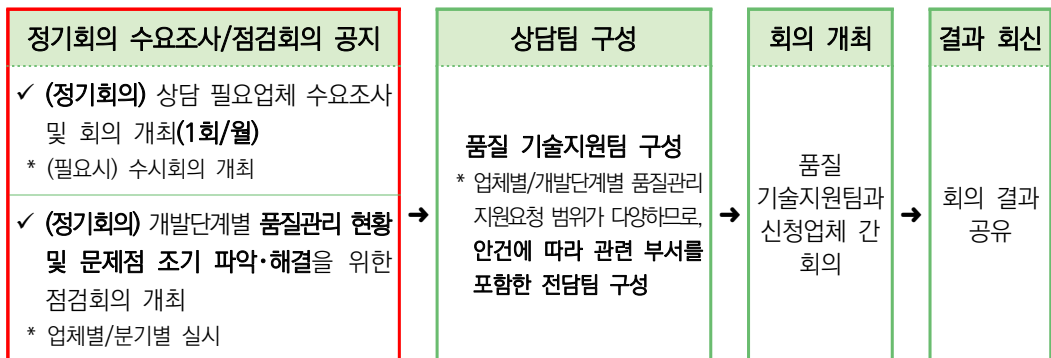 정기회의 수요조사/점검회의 공지
✓ (정기회의) 상담 필요업체 수요조사
및 회의 개최(1회/월)
* (필요시) 수시회의 개최
✓ (정기회의) 개발단계별 품질관리 현황
및 문제점 조기 파악·해결을 위한
점검회의 개최
* 업체별/분기별 실시
➜
상담팀 구성
품질 기술지원팀 구성
* 업체별/개발단계별 품질관리
지원요청 범위가 다양하므로,
안건에 따라 관련 부서를
포함한 전담팀 구성
➜
회의 개최
품질
기술지원팀과
신청업체 간
회의
➜
결과 회신
회의 결과
공유